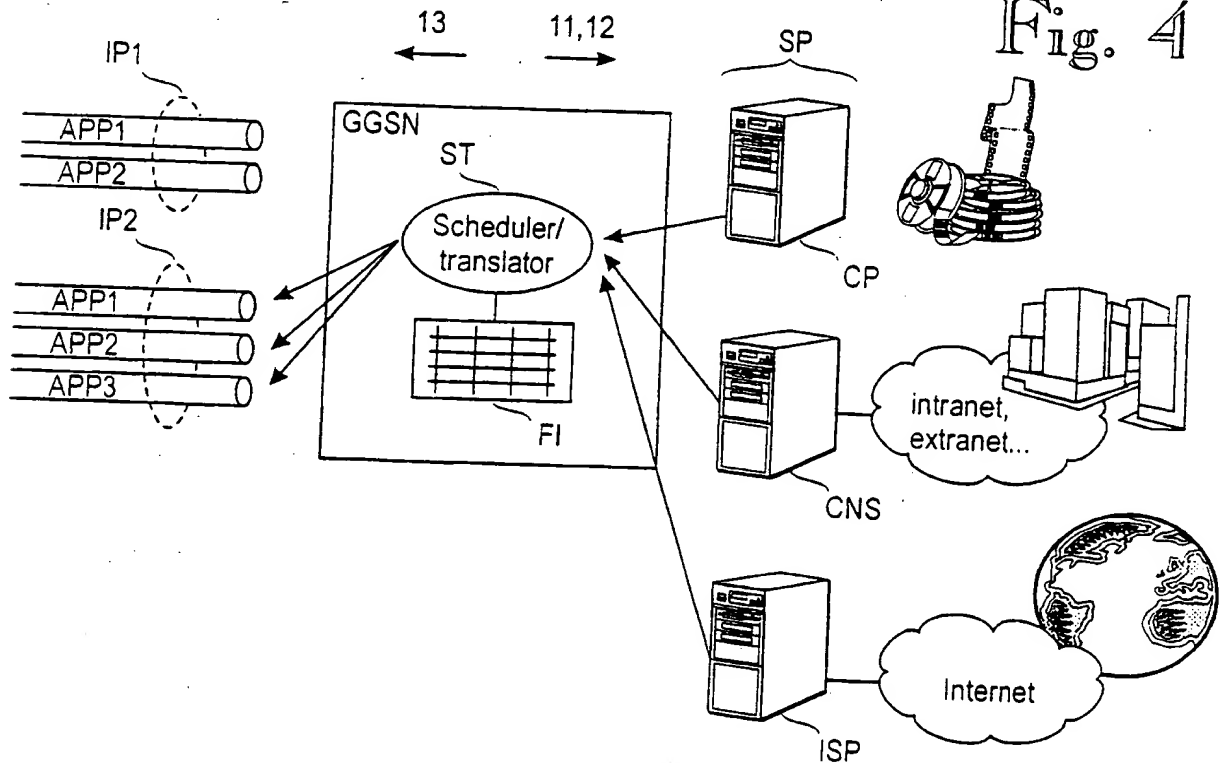 Fig. 4
13
11,12
SP
IP1
APP1
APP2
IP2
APP1
APP2
APP3
GGSN
ST
Scheduler/
translator
FI
CP
intranet,
extranet...
CNS
Internet
ISP